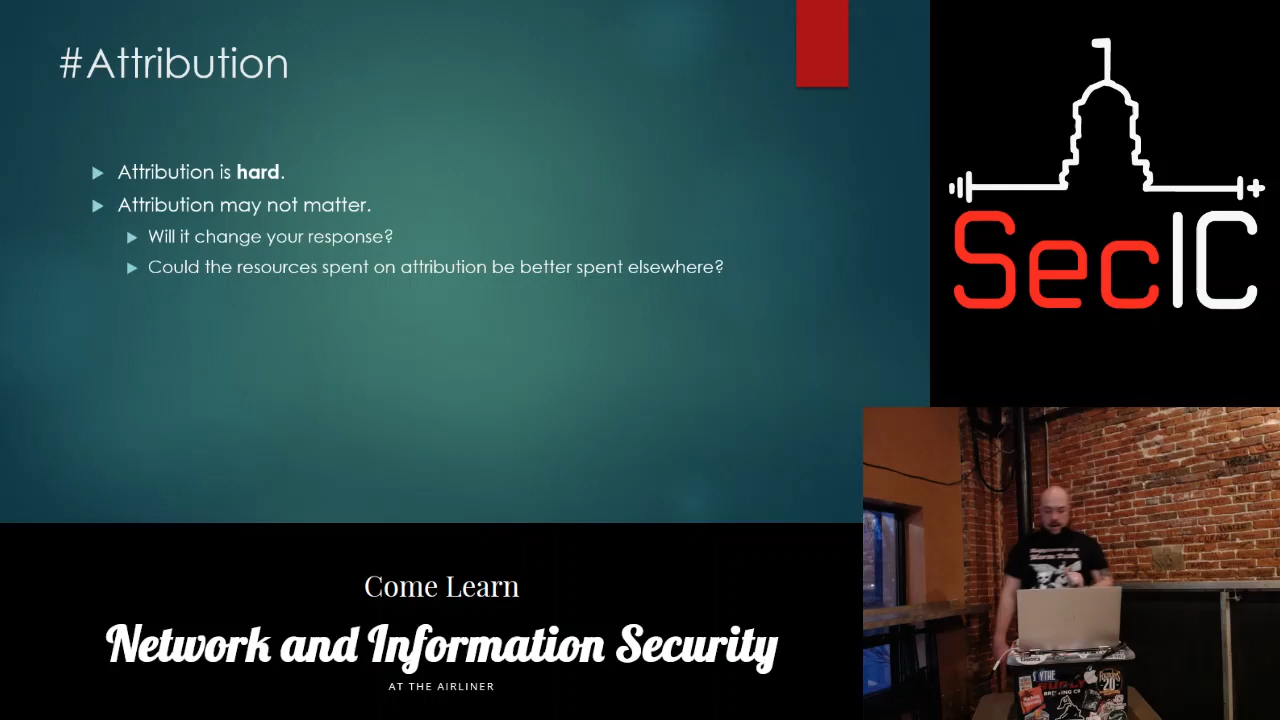 #Attribution
Attribution is hard.
Attribution may not matter.
Will it change your response?
Could the resources spent on attribution be better spent elsewhere?
SecIC
Come Learn
Network and Information Security
AT THE AIRLINER